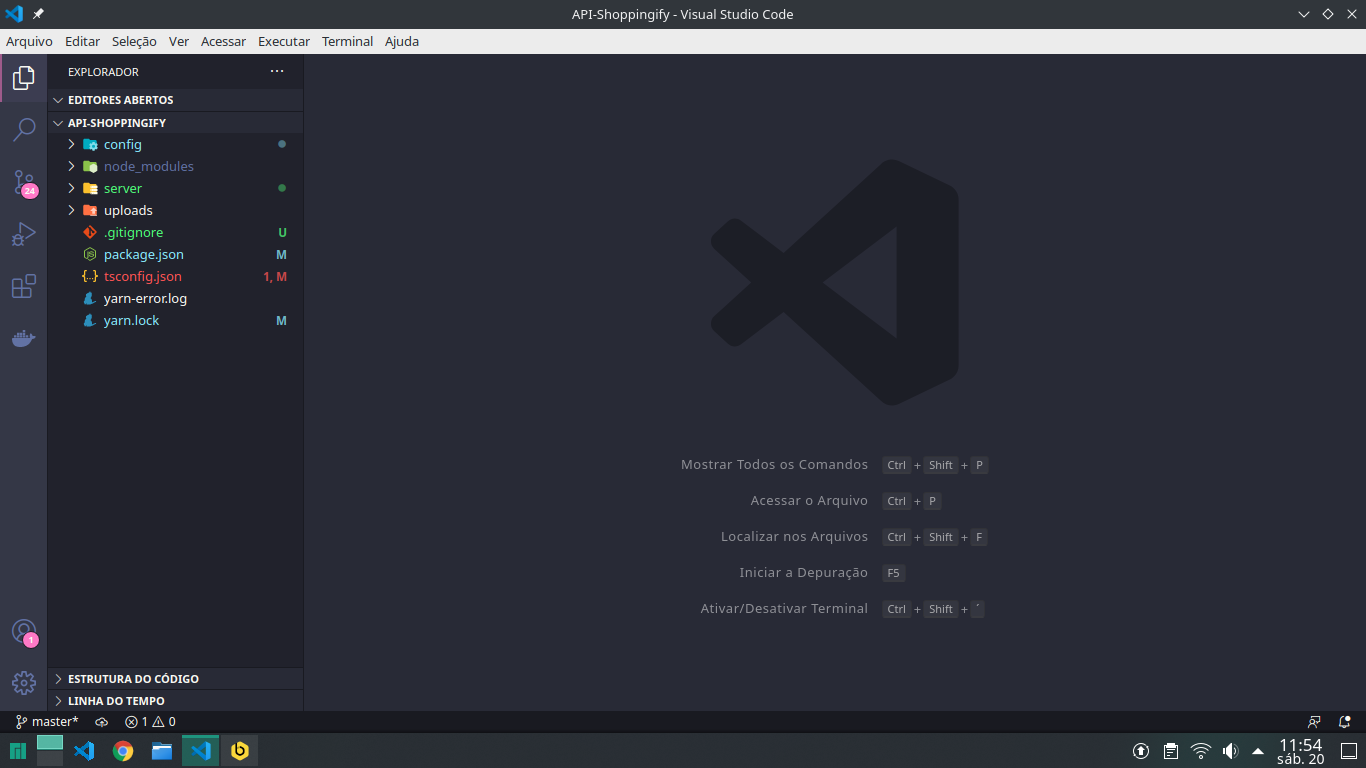 API-Shoppingify - Visual Studio Code
Arquivo Editar Seleção Ver Acessar Executar Terminal Ajuda
EXPLORADOR
EDITORES ABERTOS
API-SHOPPINGIFY
config
node_modules
server
uploads
.gitignore U
package.json M
tsconfig.json 1, M
yarn-error.log
yarn.lock M
24
1
Mostrar Todos os Comandos Ctrl + Shift + P
Acessar o Arquivo Ctrl + P
Localizar nos Arquivos Ctrl + Shift + F
Iniciar a Depuração F5
Ativar/Desativar Terminal Ctrl + Shift + `
ESTRUTURA DO CÓDIGO
LINHA DO TEMPO
master* 1 0
11:54
sáb. 20